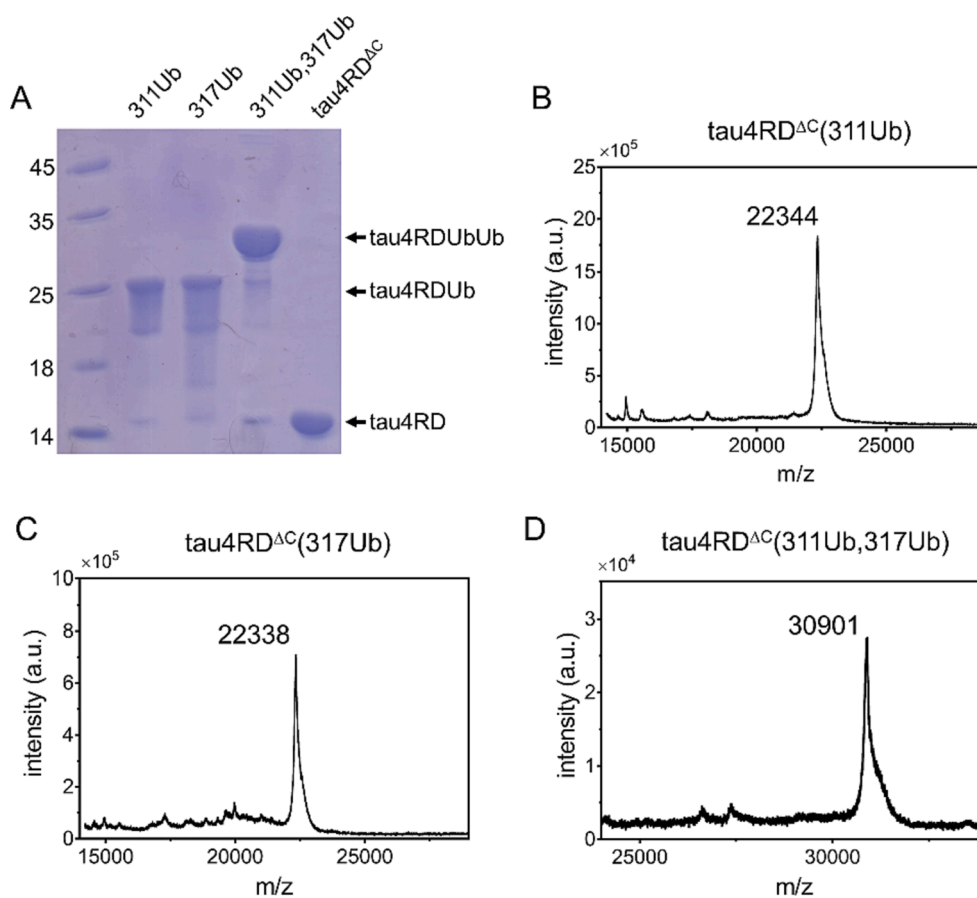 A
311Ub
317Ub
311Ub,317Ub
tau4RDΔC
45
35
25
18
14
tau4RDUbUb
tau4RDUb
tau4RD
B
tau4RDΔC(311Ub)
×10⁵
25
20
15
10
5
0
22344
intensity (a.u.)
15000 20000 25000
m/z
C
tau4RDΔC(317Ub)
×10⁵
10
8
6
4
2
0
22338
intensity (a.u.)
15000 20000 25000
m/z
D
tau4RDΔC(311Ub,317Ub)
×10⁴
3
2
1
0
30901
intensity (a.u.)
25000 30000
m/z